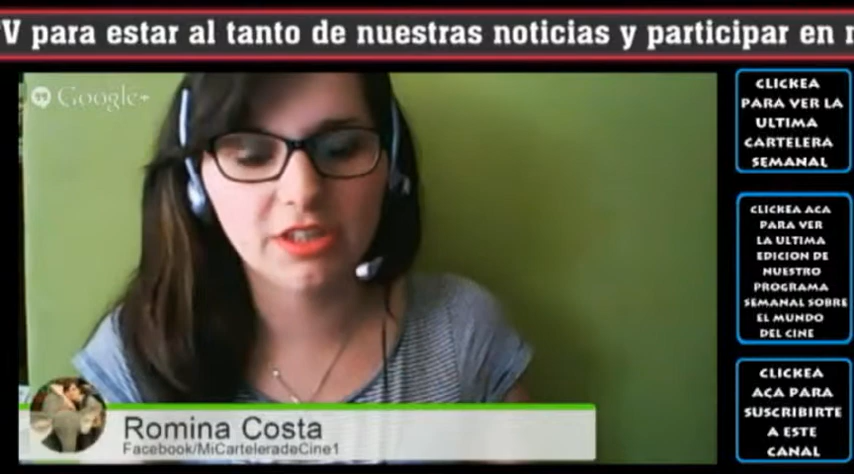 V para estar al tanto de nuestras noticias y participar en
Google+
CLICKEA
PARA VER LA
ULTIMA
CARTELERA
SEMANAL
CLICKEA ACA
PARA VER
LA ULTIMA
EDICION DE
NUESTRO
PROGRAMA
SEMANAL SOBRE
EL MUNDO
DEL CINE
CLICKEA
ACA PARA
SUSCRIBIRTE
A ESTE
CANAL
Romina Costa
Facebook/MiCarteleradeCine1